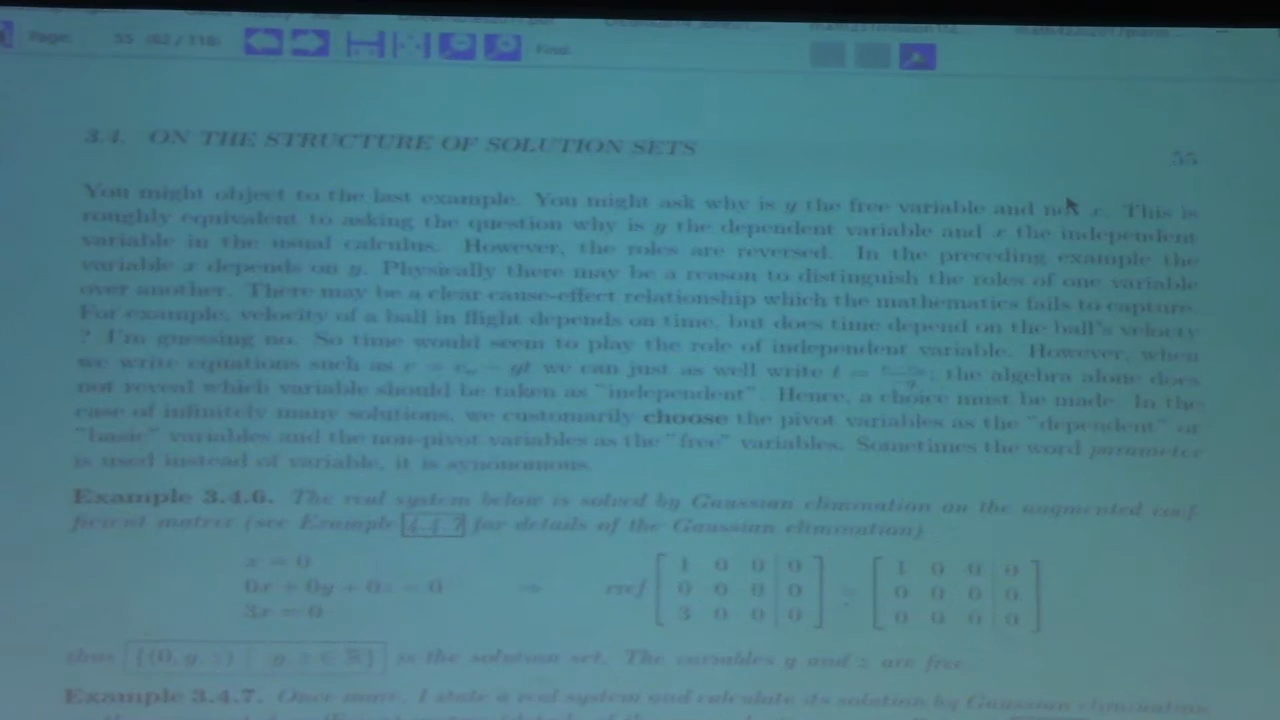 Page: 55 (62 / 118) Find:
3.4. ON THE STRUCTURE OF SOLUTION SETS 55
You might object to the last example. You might ask why is y the free variable and not x. This is
roughly equivalent to asking the question why is y the dependent variable and x the independent
variable in the usual calculus. However, the roles are reversed. In the preceding example the
variable x depends on y. Physically there may be a reason to distinguish the roles of one variable
over another. There may be a clear cause-effect relationship which the mathematics fails to capture.
For example, velocity of a ball in flight depends on time, but does time depend on the ball's velocity
? I'm guessing no. So time would seem to play the role of independent variable. However, when
we write equations such as v = vₒ − gt we can just as well write t = ; the algebra alone does
not reveal which variable should be taken as "independent". Hence, a choice must be made. In the
case of infinitely many solutions, we customarily choose the pivot variables as the "dependent" or
"basic" variables and the non-pivot variables as the "free" variables. Sometimes the word parameter
is used instead of variable, it is synonomous.
Example 3.4.6. The real system below is solved by Gaussian elimination on the augmented coef-
ficient matrix (see Example 4.4.7 for details of the Gaussian elimination)
x = 0
0x + 0y + 0z = 0 ⇒ rref [ 1 0 0 | 0 ; 0 0 0 | 0 ; 3 0 0 | 0 ] = [ 1 0 0 | 0 ; 0 0 0 | 0 ; 0 0 0 | 0 ]
3x = 0
thus {(0, y, z) | y, z ∈ ℝ} is the solution set. The variables y and z are free.
Example 3.4.7. Once more, I state a real system and calculate its solution by Gaussian elimination